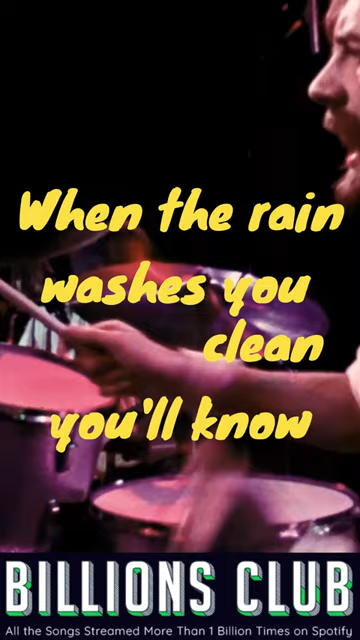 When the rain
washes you
clean
you'll know
BILLIONS CLUB
All the Songs Streamed More Than 1 Billion Times on Spotify